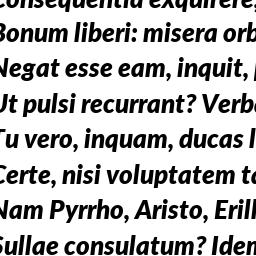 Consequentia exquirere,
Bonum liberi: misera orb
Negat esse eam, inquit,
Ut pulsi recurrant? Verb
Tu vero, inquam, ducas l
Certe, nisi voluptatem t
Nam Pyrrho, Aristo, Erill
Sullae consulatum? Idem